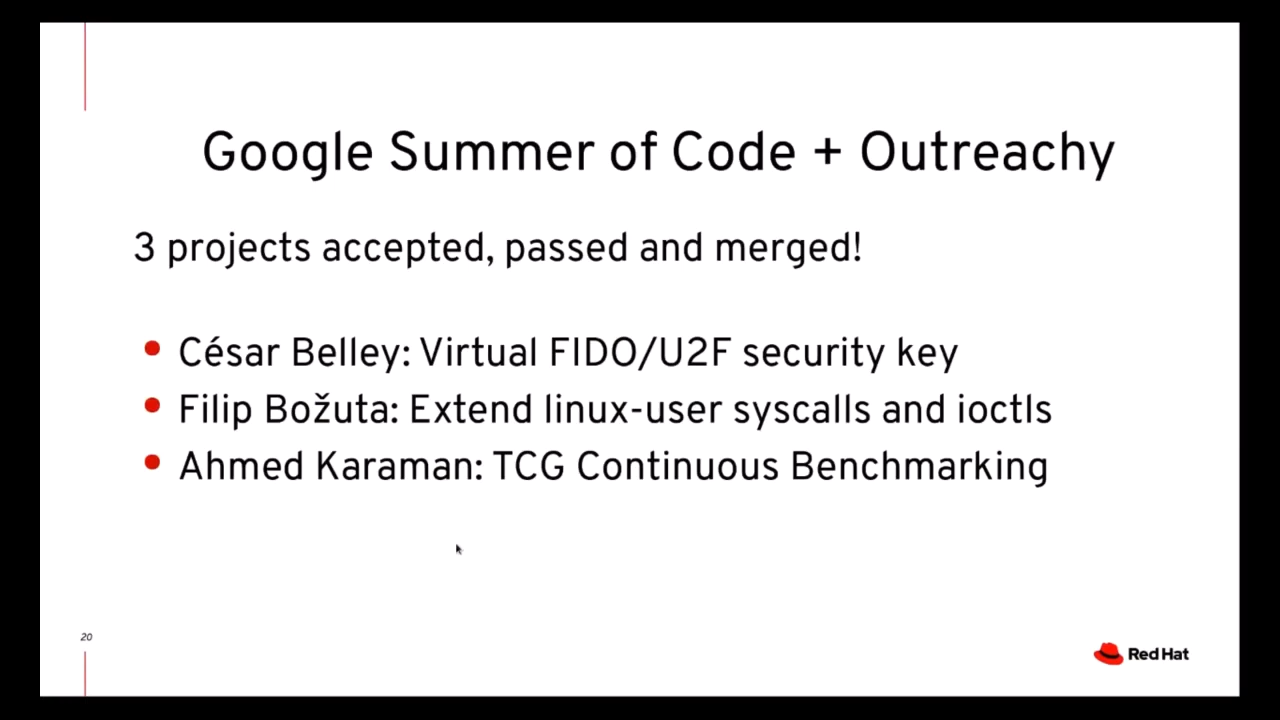 Google Summer of Code + Outreachy
3 projects accepted, passed and merged!
César Belley: Virtual FIDO/U2F security key
Filip Božuta: Extend linux-user syscalls and ioctls
Ahmed Karaman: TCG Continuous Benchmarking
20
Red Hat